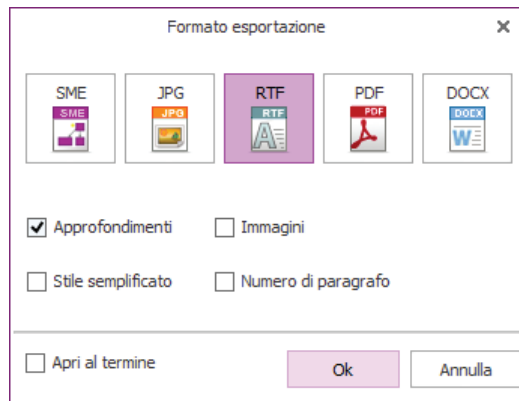 Formato esportazione
SME JPG RTF PDF DOCX
SME JPG RTF PDF DOCX
A W
Approfondimenti Immagini
Stile semplificato Numero di paragrafo
Apri al termine Ok Annulla